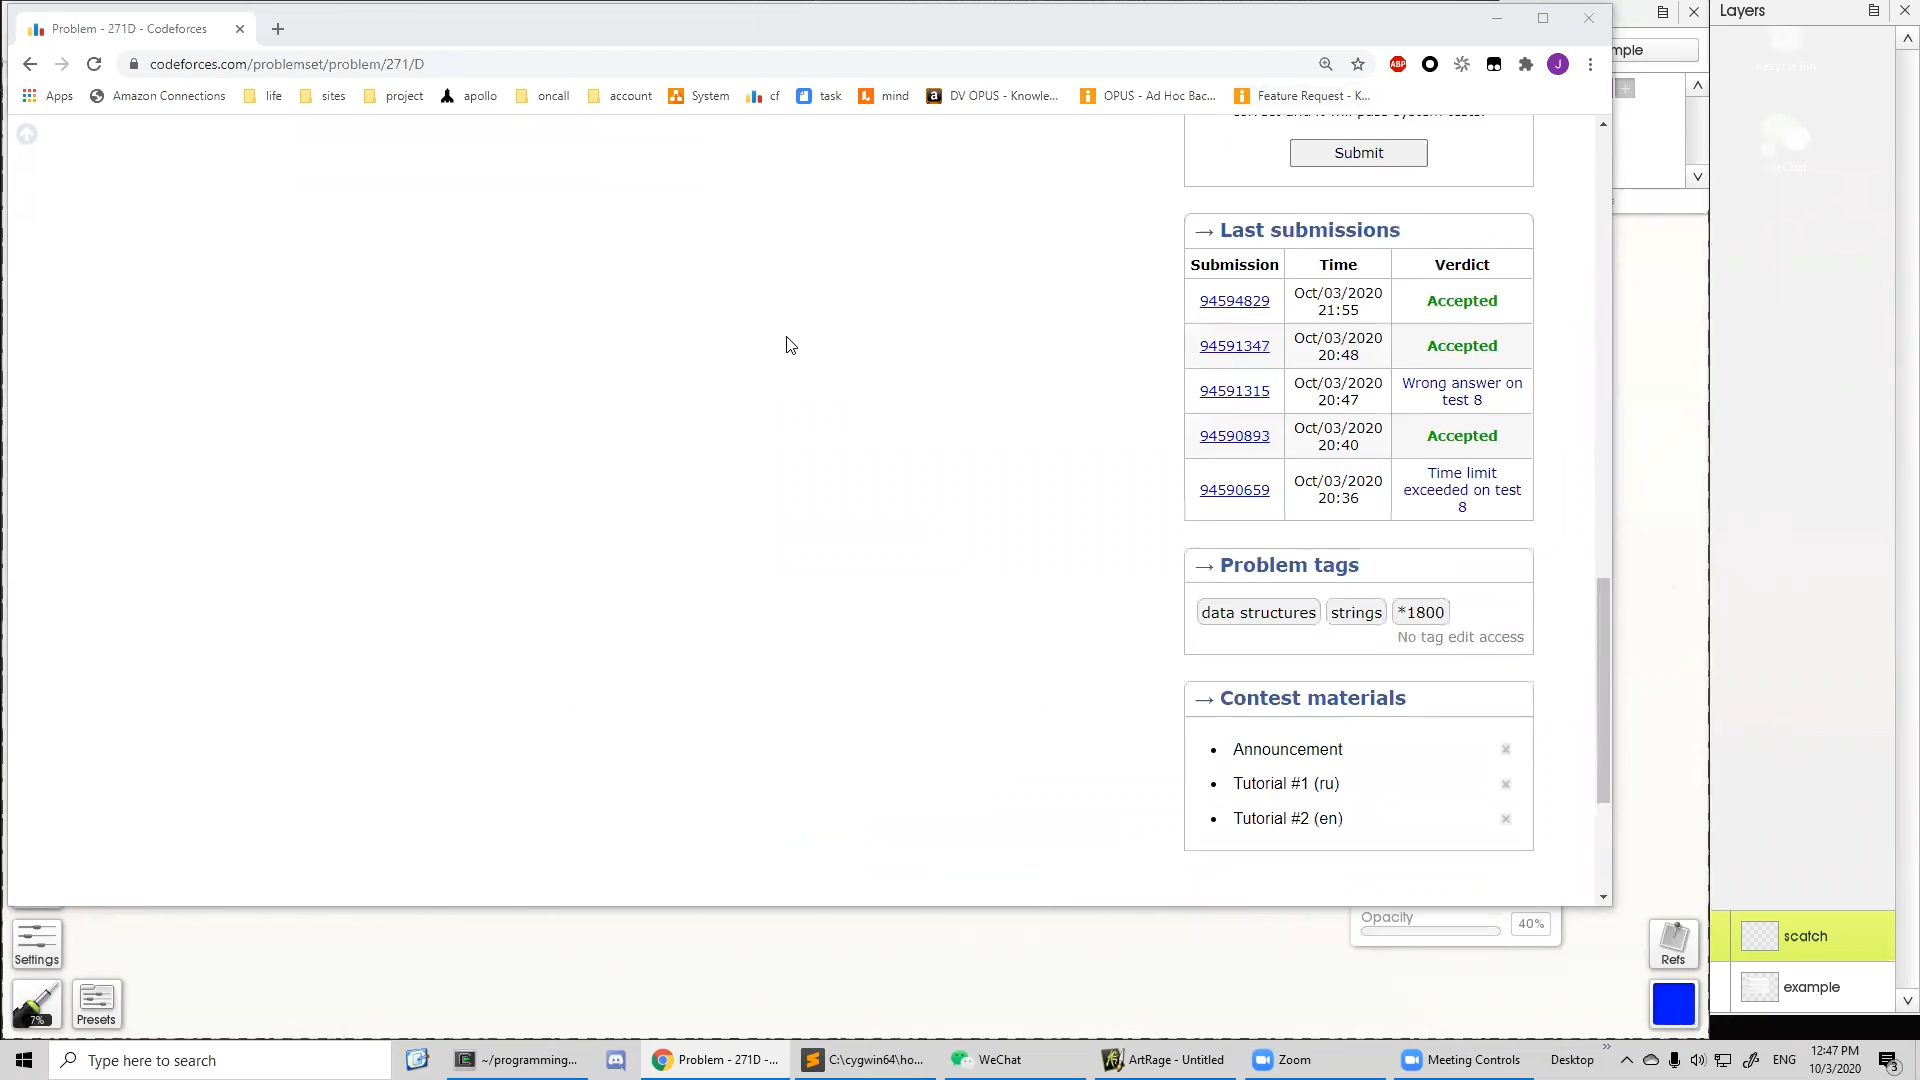 Problem - 271D - Codeforces
Layers
codeforces.com/problemset/problem/271/D
ABP
J
mple
Apps
Amazon Connections
life
sites
project
apollo
oncall
account
System
cf
task
mind
DV OPUS - Knowle...
OPUS - Ad Hoc Bac...
Feature Request - K...
Submit
→ Last submissions
Submission Time Verdict
94594829 Oct/03/2020 21:55 Accepted
94591347 Oct/03/2020 20:48 Accepted
94591315 Oct/03/2020 20:47 Wrong answer on test 8
94590893 Oct/03/2020 20:40 Accepted
94590659 Oct/03/2020 20:36 Time limit exceeded on test 8
→ Problem tags
data structures strings *1800
No tag edit access
→ Contest materials
Announcement
Tutorial #1 (ru)
Tutorial #2 (en)
Opacity
40%
Settings
Refs
scatch
7%
Presets
example
Type here to search
~/programming...
Problem - 271D -...
C:\cygwin64\ho...
WeChat
ArtRage - Untitled
Zoom
Meeting Controls
Desktop
ENG
12:47 PM
10/3/2020
3